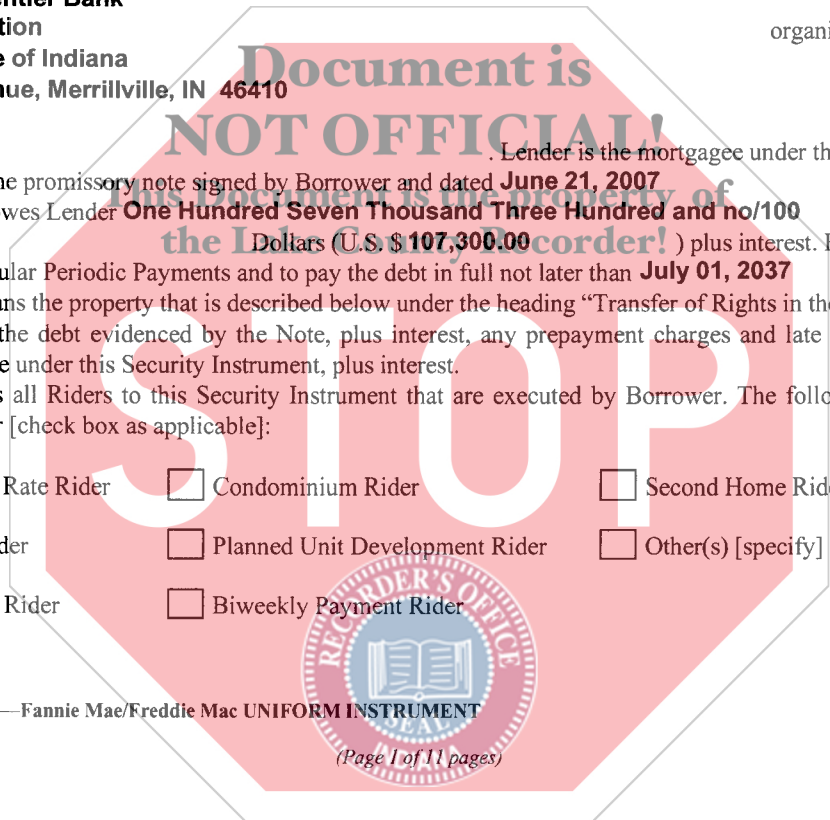 entier Bank
tion
organi
e of Indiana
nue, Merrillville, IN 46410
Document is
NOT OFFICIAL!
. Lender is the mortgagee under th
ne promissory note signed by Borrower and dated June 21, 2007
This Document is the property of
owes Lender One Hundred Seven Thousand Three Hundred and no/100
the Lake County Recorder!
Dollars (U.S. $ 107,300.00 ) plus interest.
ular Periodic Payments and to pay the debt in full not later than July 01, 2037
ans the property that is described below under the heading “Transfer of Rights in the
the debt evidenced by the Note, plus interest, any prepayment charges and late
e under this Security Instrument, plus interest.
s all Riders to this Security Instrument that are executed by Borrower. The follo
r [check box as applicable]:
STOP
Rate Rider Condominium Rider Second Home Rid
der Planned Unit Development Rider Other(s) [specify]
Rider Biweekly Payment Rider
RECORDER'S OFFICE
SEAL
INDIANA
—Fannie Mae/Freddie Mac UNIFORM INSTRUMENT
(Page 1 of 11 pages)